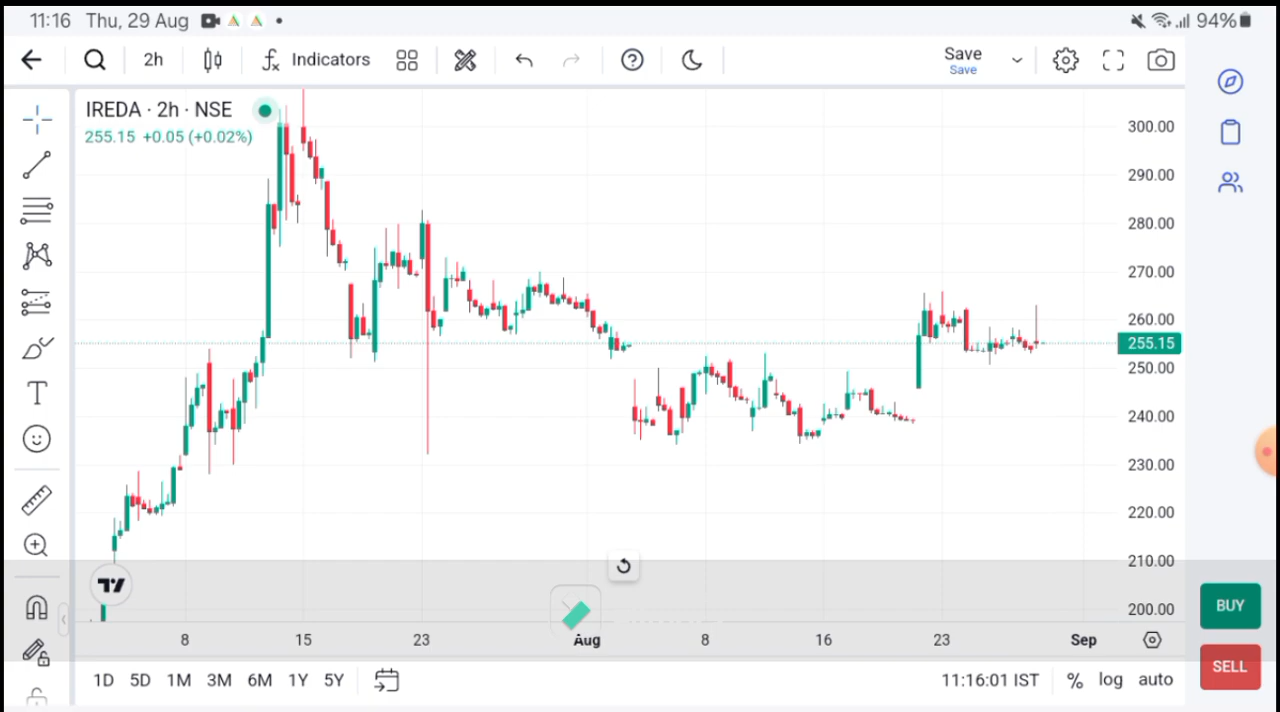 11:16 Thu, 29 Aug 94%
2h Indicators Save
Save
IREDA · 2h · NSE
255.15 +0.05 (+0.02%)
300.00
290.00
280.00
270.00
260.00
255.15
250.00
240.00
230.00
220.00
210.00
200.00
BUY
8 15 23 Aug 8 16 23 Sep
SELL
1D 5D 1M 3M 6M 1Y 5Y 11:16:01 IST % log auto